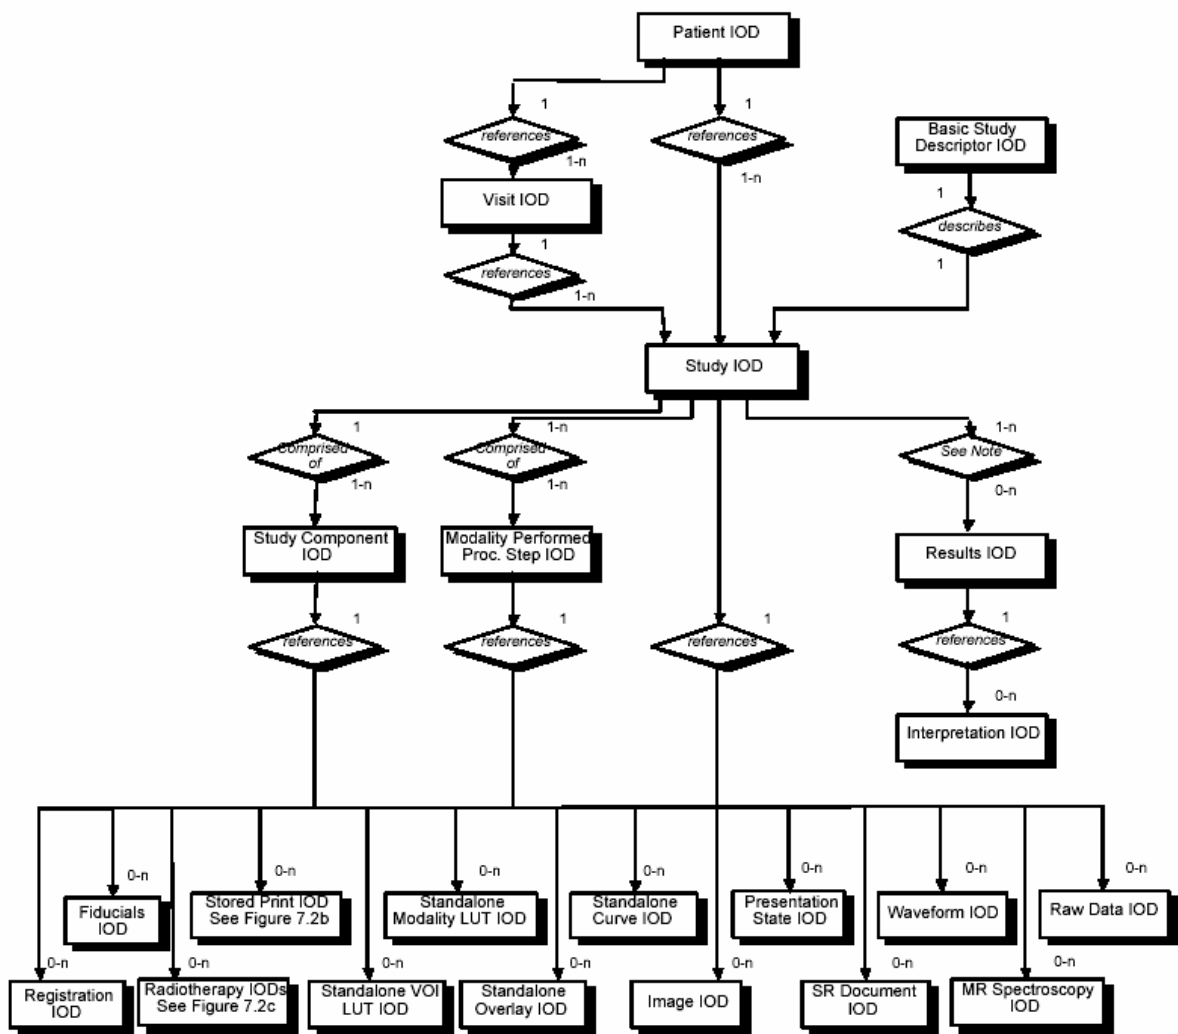 Patient IOD
1
1
references
references
Basic Study
Descriptor IOD
1-n
1-n
Visit IOD
1
describes
1
references
1
1-n
Study IOD
1
1-n
1-n
Comprised
of
Comprised
of
See Note
1-n
1-n
0-n
Study Component
IOD
Modality Performed
Proc. Step IOD
Results IOD
1
1
1
1
references
references
references
references
0-n
Interpretation IOD
0-n
0-n
0-n
0-n
0-n
0-n
0-n
Fiducials
IOD
Stored Print IOD
See Figure 7.2b
Standalone
Modality LUT IOD
Standalone
Curve IOD
Presentation
State IOD
Waveform IOD
Raw Data IOD
0-n
0-n
0-n
0-n
0-n
0-n
0-n
Registration
IOD
Radiotherapy IODs
See Figure 7.2c
Standalone VOI
LUT IOD
Standalone
Overlay IOD
Image IOD
SR Document
IOD
MR Spectroscopy
IOD